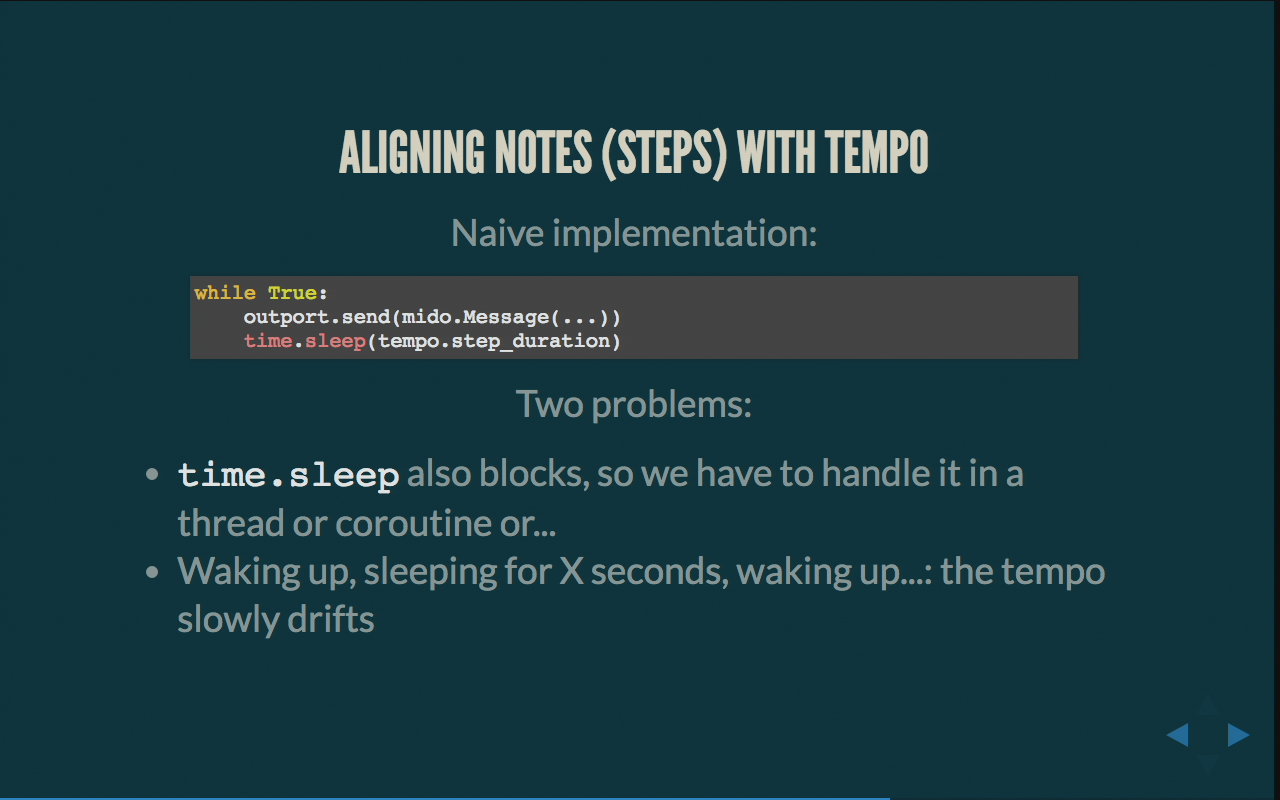 ALIGNING NOTES (STEPS) WITH TEMPO
Naive implementation:
while True:
    outport.send(mido.Message(...))
    time.sleep(tempo.step_duration)
Two problems:
• time.sleep also blocks, so we have to handle it in a
thread or coroutine or...
• Waking up, sleeping for X seconds, waking up...: the tempo
slowly drifts